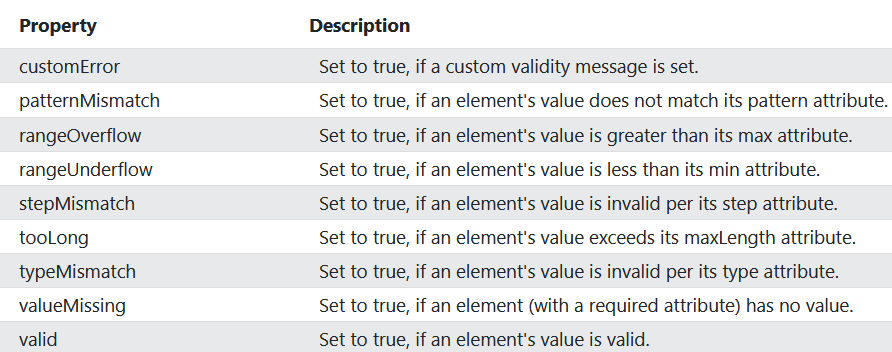 Property Description
customError Set to true, if a custom validity message is set.
patternMismatch Set to true, if an element's value does not match its pattern attribute.
rangeOverflow Set to true, if an element's value is greater than its max attribute.
rangeUnderflow Set to true, if an element's value is less than its min attribute.
stepMismatch Set to true, if an element's value is invalid per its step attribute.
tooLong Set to true, if an element's value exceeds its maxLength attribute.
typeMismatch Set to true, if an element's value is invalid per its type attribute.
valueMissing Set to true, if an element (with a required attribute) has no value.
valid Set to true, if an element's value is valid.